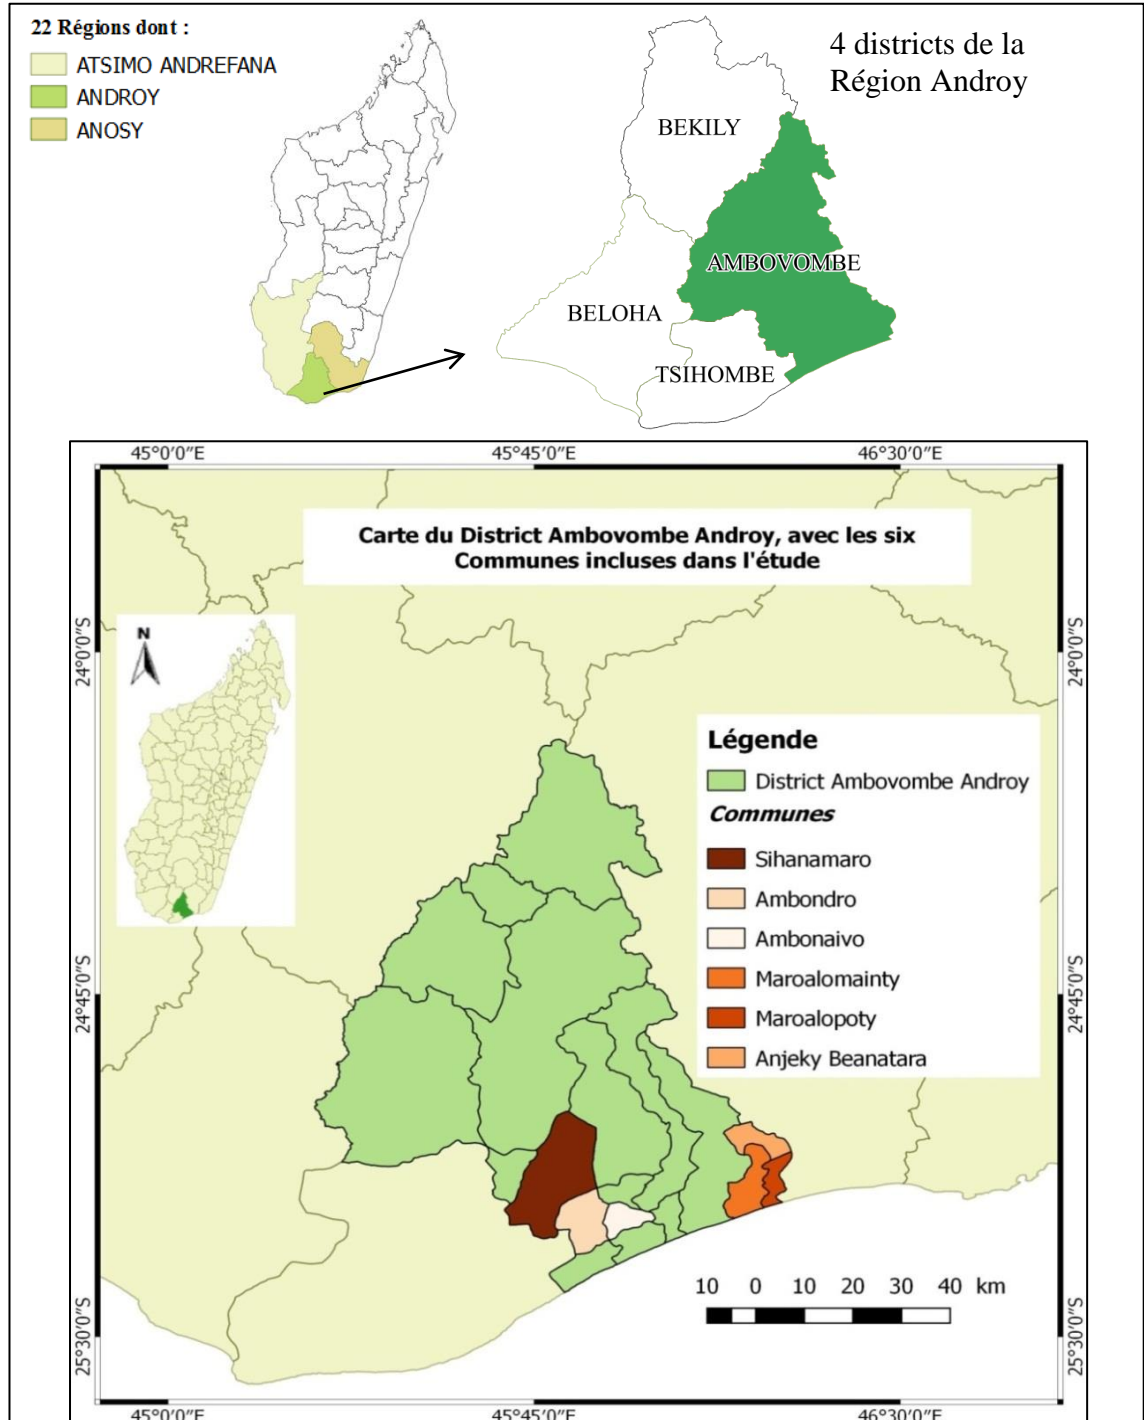 22 Régions dont :
ATSIMO ANDREFANA
ANDROY
ANOSY
4 districts de la
Région Androy
BEKILY
AMBOVOMBE
BELOHA
TSIHOMBE
45°0'0"E
45°45'0"E
46°30'0"E
Carte du District Ambovombe Androy, avec les six
Communes incluses dans l'étude
N
24°0'0"S
24°0'0"S
Légende
District Ambovombe Androy
Communes
Sihanamaro
Ambondro
Ambonaivo
Maroalomainty
Maroalopoty
Anjeky Beanatara
24°45'0"S
24°45'0"S
10 0 10 20 30 40 km
25°30'0"S
25°30'0"S
45°0'0"E
45°45'0"E
46°30'0"E